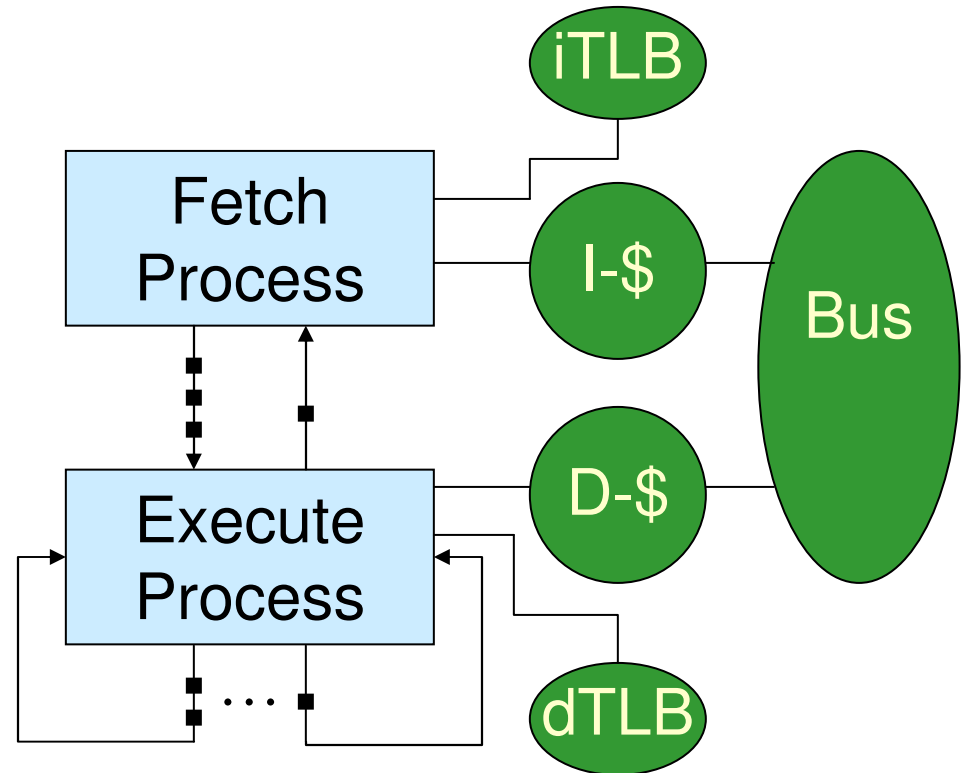 iTLB
Fetch
Process
I-$
Bus
D-$
Execute
Process
...
dTLB